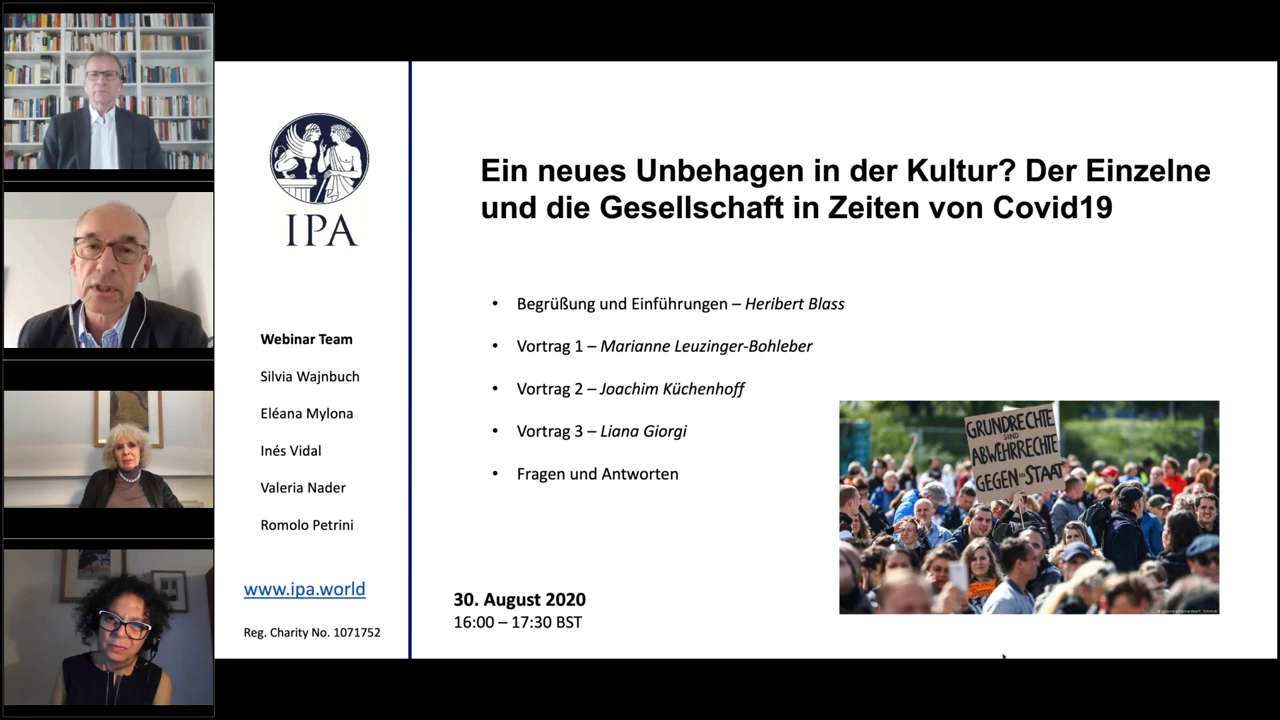 IPA
Webinar Team
Silvia Wajnbuch
Eléana Mylona
Inés Vidal
Valeria Nader
Romolo Petrini
www.ipa.world
Reg. Charity No. 1071752
Ein neues Unbehagen in der Kultur? Der Einzelne
und die Gesellschaft in Zeiten von Covid19
• Begrüßung und Einführungen – Heribert Blass
• Vortrag 1 – Marianne Leuzinger-Bohleber
• Vortrag 2 – Joachim Küchenhoff
• Vortrag 3 – Liana Giorgi
• Fragen und Antworten
GRUNDRECHTE
SIND
ABWEHRRECHTE
GEGEN STAAT
30. August 2020
16:00 – 17:30 BST